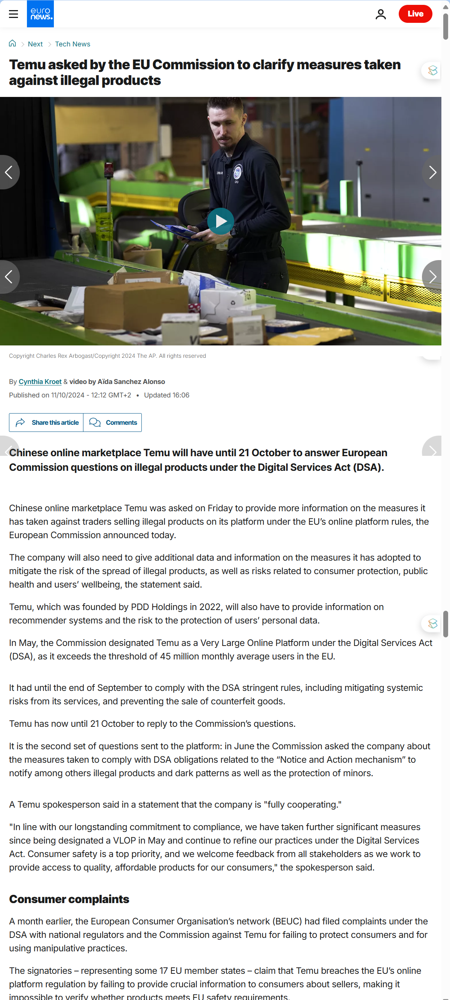 euro
news.
Live
Next
Tech News
Temu asked by the EU Commission to clarify measures taken
against illegal products
Copyright Charles Rex Arbogast/Copyright 2024 The AP. All rights reserved
By Cynthia Kroet & video by Aïda Sanchez Alonso
Published on 11/10/2024 - 12:12 GMT+2 • Updated 16:06
Share this article
Comments
Chinese online marketplace Temu will have until 21 October to answer European
Commission questions on illegal products under the Digital Services Act (DSA).
Chinese online marketplace Temu was asked on Friday to provide more information on the measures it
has taken against traders selling illegal products on its platform under the EU’s online platform rules, the
European Commission announced today.
The company will also need to give additional data and information on the measures it has adopted to
mitigate the risk of the spread of illegal products, as well as risks related to consumer protection, public
health and users’ wellbeing, the statement said.
Temu, which was founded by PDD Holdings in 2022, will also have to provide information on
recommender systems and the risk to the protection of users’ personal data.
In May, the Commission designated Temu as a Very Large Online Platform under the Digital Services Act
(DSA), as it exceeds the threshold of 45 million monthly average users in the EU.
It had until the end of September to comply with the DSA stringent rules, including mitigating systemic
risks from its services, and preventing the sale of counterfeit goods.
Temu has now until 21 October to reply to the Commission’s questions.
It is the second set of questions sent to the platform: in June the Commission asked the company about
the measures taken to comply with DSA obligations related to the “Notice and Action mechanism” to
notify among others illegal products and dark patterns as well as the protection of minors.
A Temu spokesperson said in a statement that the company is "fully cooperating."
"In line with our longstanding commitment to compliance, we have taken further significant measures
since being designated a VLOP in May and continue to refine our practices under the Digital Services
Act. Consumer safety is a top priority, and we welcome feedback from all stakeholders as we work to
provide access to quality, affordable products for our consumers," the spokesperson said.
Consumer complaints
A month earlier, the European Consumer Organisation’s network (BEUC) had filed complaints under the
DSA with national regulators and the Commission against Temu for failing to protect consumers and for
using manipulative practices.
The signatories – representing some 17 EU member states – claim that Temu breaches the EU’s online
platform regulation by failing to provide crucial information to consumers about sellers, making it
impossible to verify whether products meets EU safety requirements.